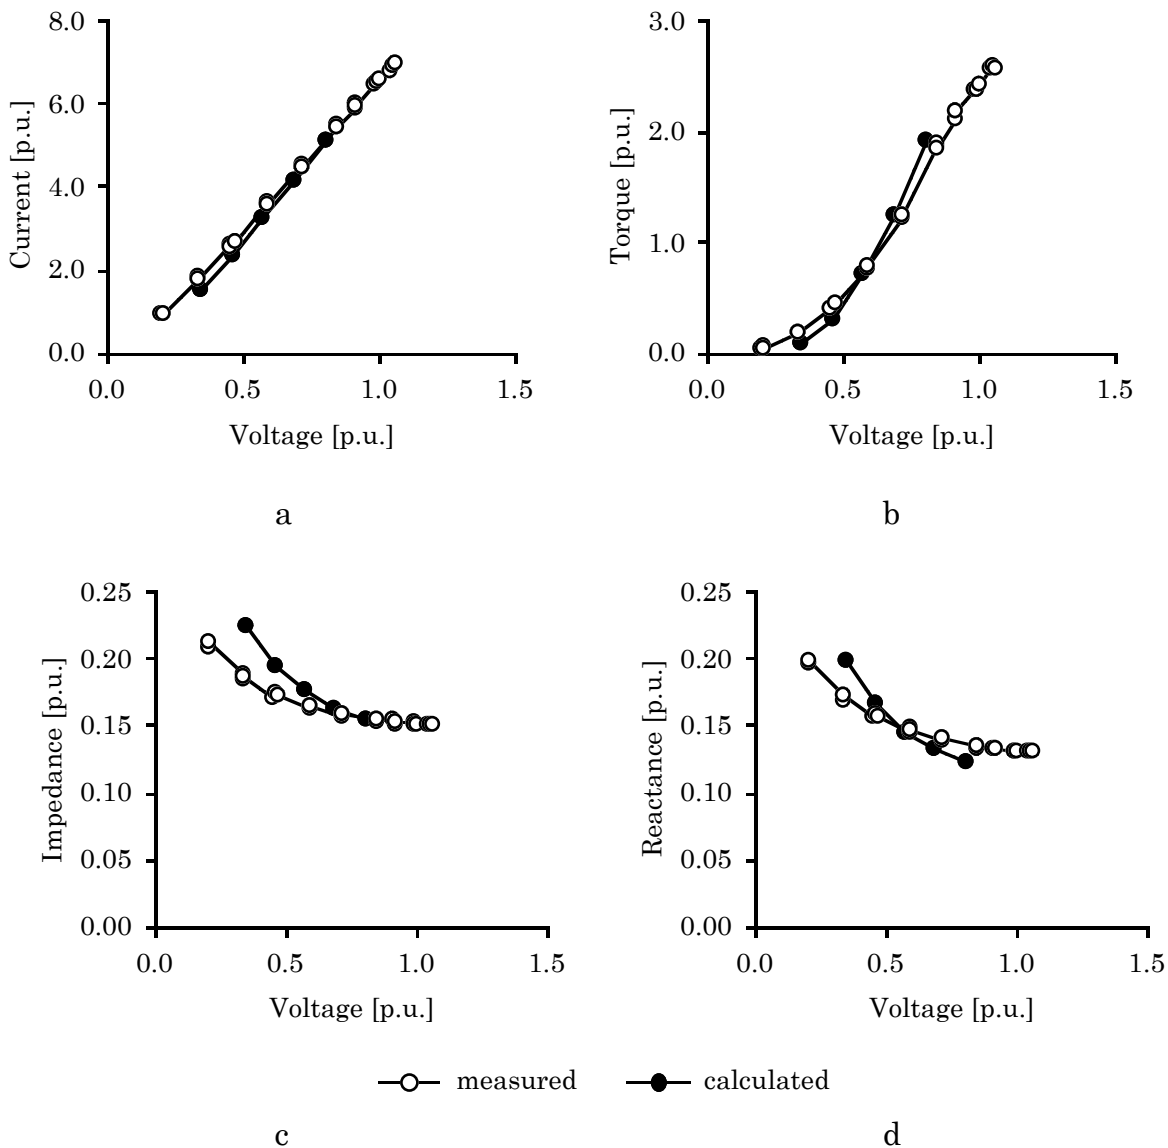 8.0
6.0
4.0
2.0
0.0
Current [p.u.]
0.0 0.5 1.0 1.5
Voltage [p.u.]
a
3.0
2.0
1.0
0.0
Torque [p.u.]
0.0 0.5 1.0 1.5
Voltage [p.u.]
b
0.25
0.20
0.15
0.10
0.05
0.00
Impedance [p.u.]
0.0 0.5 1.0 1.5
Voltage [p.u.]
0.25
0.20
0.15
0.10
0.05
0.00
Reactance [p.u.]
0.0 0.5 1.0 1.5
Voltage [p.u.]
measured calculated
c d